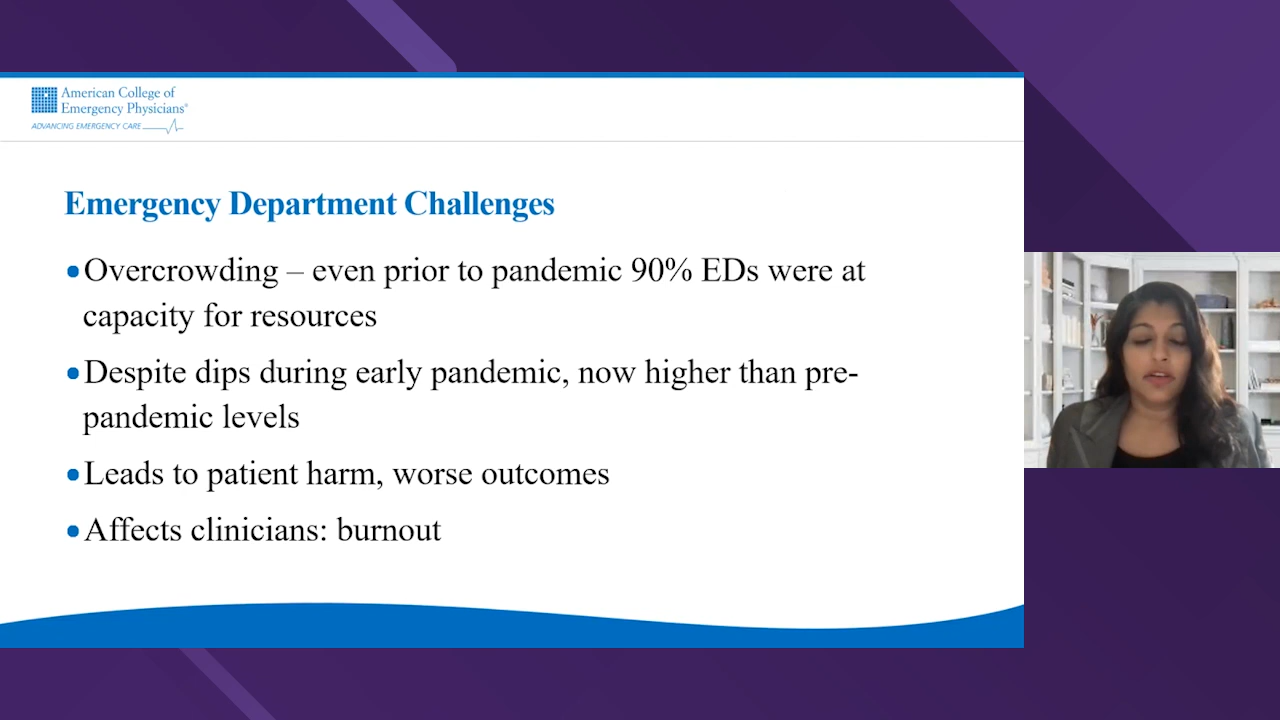 American College of
Emergency Physicians®
ADVANCING EMERGENCY CARE
Emergency Department Challenges
•Overcrowding – even prior to pandemic 90% EDs were at
capacity for resources
•Despite dips during early pandemic, now higher than pre-
pandemic levels
•Leads to patient harm, worse outcomes
•Affects clinicians: burnout